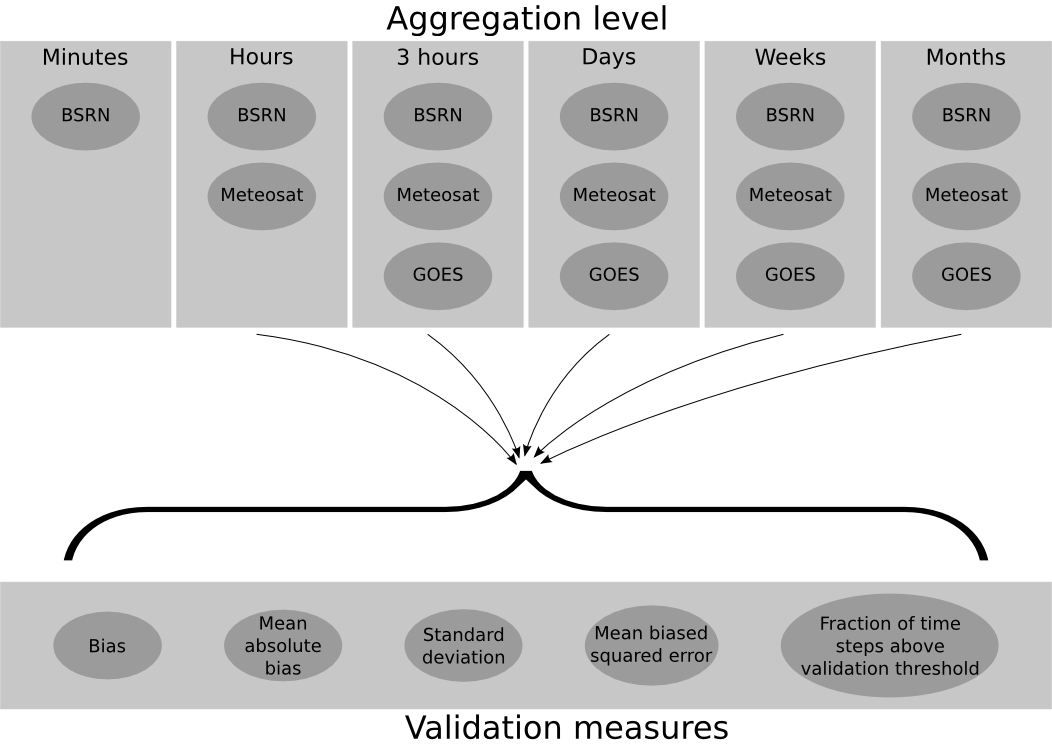 Aggregation level
Minutes
Hours
3 hours
Days
Weeks
Months
BSRN
BSRN
BSRN
BSRN
BSRN
BSRN
Meteosat
Meteosat
Meteosat
Meteosat
Meteosat
GOES
GOES
GOES
GOES
Bias
Mean
absolute
bias
Standard
deviation
Mean biased
squared error
Fraction of time
steps above
validation threshold
Validation measures